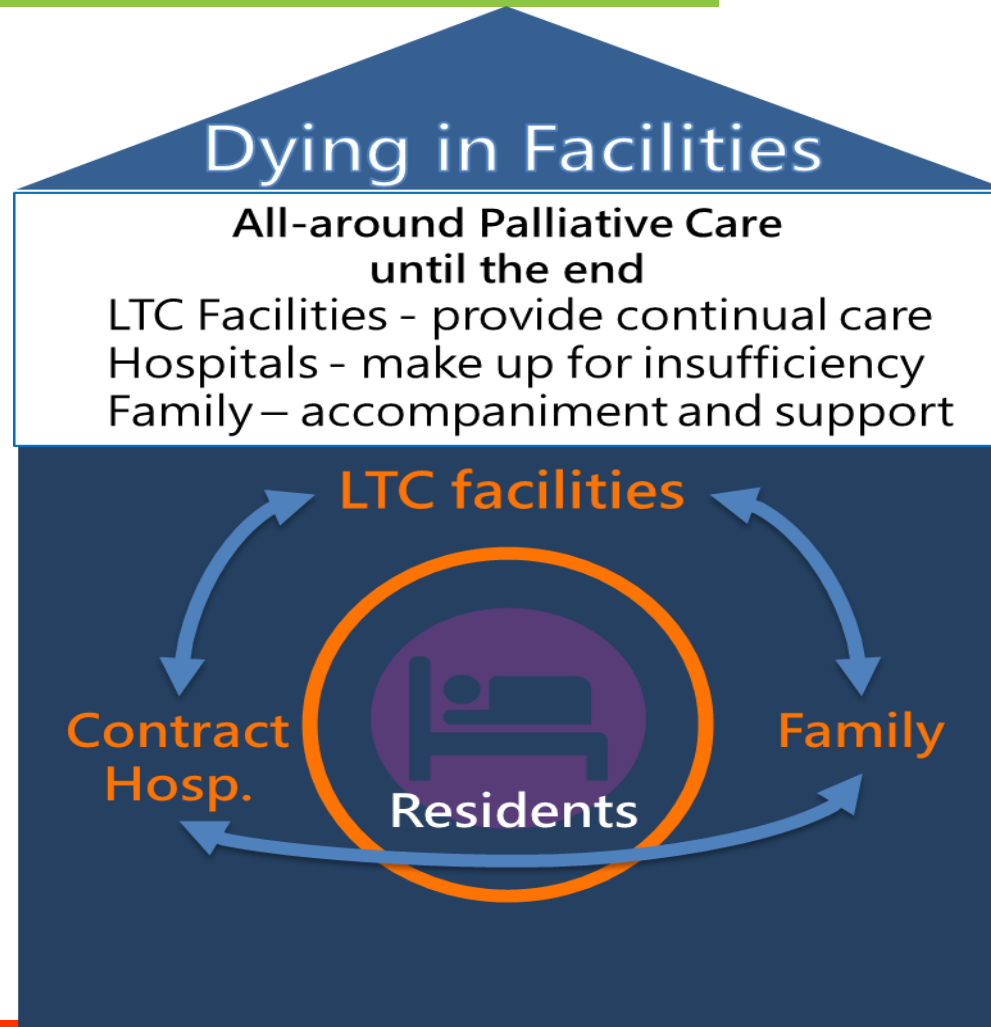 Dying in Facilities
All-around Palliative Care
until the end
LTC Facilities - provide continual care
Hospitals - make up for insufficiency
Family – accompaniment and support
LTC facilities
Contract
Hosp.
Family
Residents